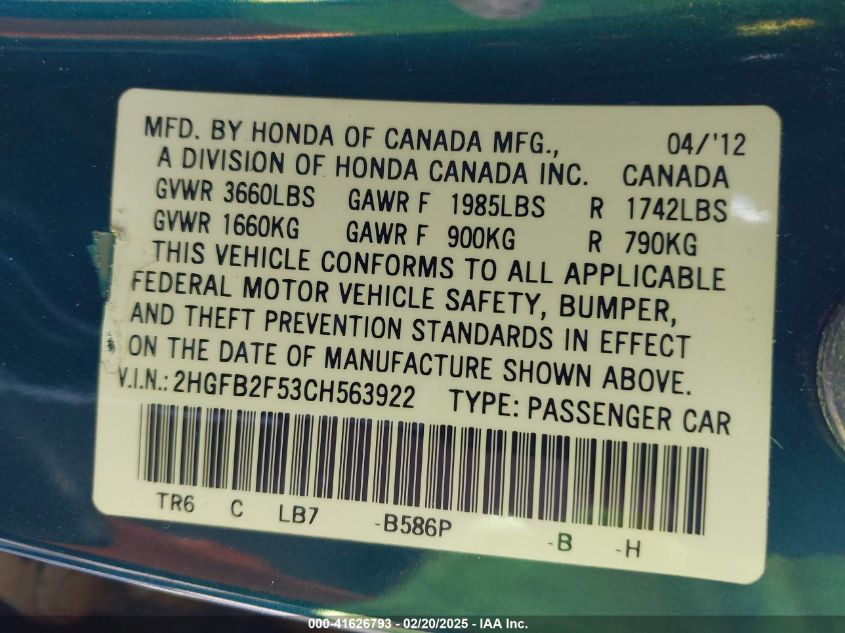 MFD. BY HONDA OF CANADA MFG., 04/'12
A DIVISION OF HONDA CANADA INC. CANADA
GVWR 3660LBS GAWR F 1985LBS R 1742LBS
GVWR 1660KG GAWR F 900KG R 790KG
THIS VEHICLE CONFORMS TO ALL APPLICABLE
FEDERAL MOTOR VEHICLE SAFETY, BUMPER,
AND THEFT PREVENTION STANDARDS IN EFFECT
ON THE DATE OF MANUFACTURE SHOWN ABOVE.
V.I.N.: 2HGFB2F53CH563922 TYPE: PASSENGER CAR
TR6 C LB7 -B586P -B -H
000-41626793 - 02/20/2025 - IAA Inc.